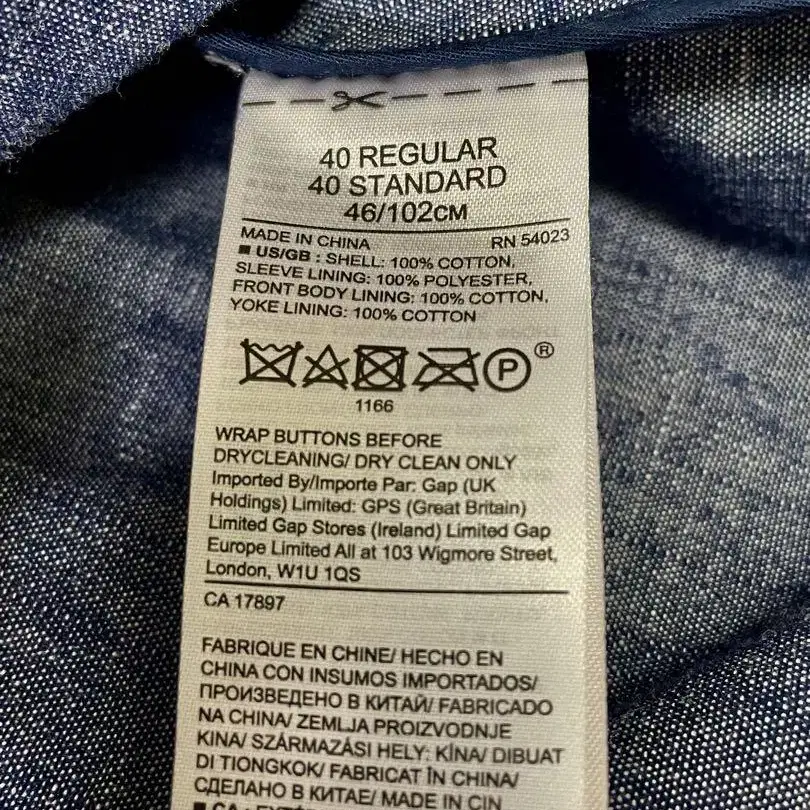 40 REGULAR
40 STANDARD
46/102CM
MADE IN CHINA RN 54023
■ US/GB : SHELL: 100% COTTON,
SLEEVE LINING: 100% POLYESTER,
FRONT BODY LINING: 100% COTTON,
YOKE LINING: 100% COTTON
P ®
1166
WRAP BUTTONS BEFORE
DRYCLEANING/ DRY CLEAN ONLY
Imported By/Importe Par: Gap (UK
Holdings) Limited: GPS (Great Britain)
Limited Gap Stores (Ireland) Limited Gap
Europe Limited All at 103 Wigmore Street,
London, W1U 1QS
CA 17897
FABRIQUE EN CHINE/ HECHO EN
CHINA CON INSUMOS IMPORTADOS/
ПРОИЗВЕДЕНО В КИТАЙ/ FABRICADO
NA CHINA/ ZEMLJA PROIZVODNJE
KINA/ SZÁRMAZÁSI HELY: KÍNA/ DIBUAT
DI TIONGKOK/ FABRICAT ÎN CHINA/
СДЕЛАНО В КИТАЕ/ MADE IN CIN
■ CA :